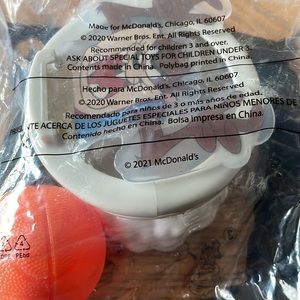 Made for McDonald's, Chicago, IL 60607
© 2020 Warner Bros. Ent. All Rights Reserved
Recommended for children 3 and over.
ASK ABOUT SPECIAL TOYS FOR CHILDREN UNDER 3.
Contents made in China. Polybag printed in China.
Hecho para McDonald's, Chicago, IL 60607
© 2020 Warner Bros. Ent. All Rights Reserved
Recomendado para niños de 3 o más años de edad.
NTE ACERCA DE LOS JUGUETES ESPECIALES PARA NIÑOS MENORES DE
Contenido hecho en China. Bolsa impresa en China.
© 2021 McDonald's